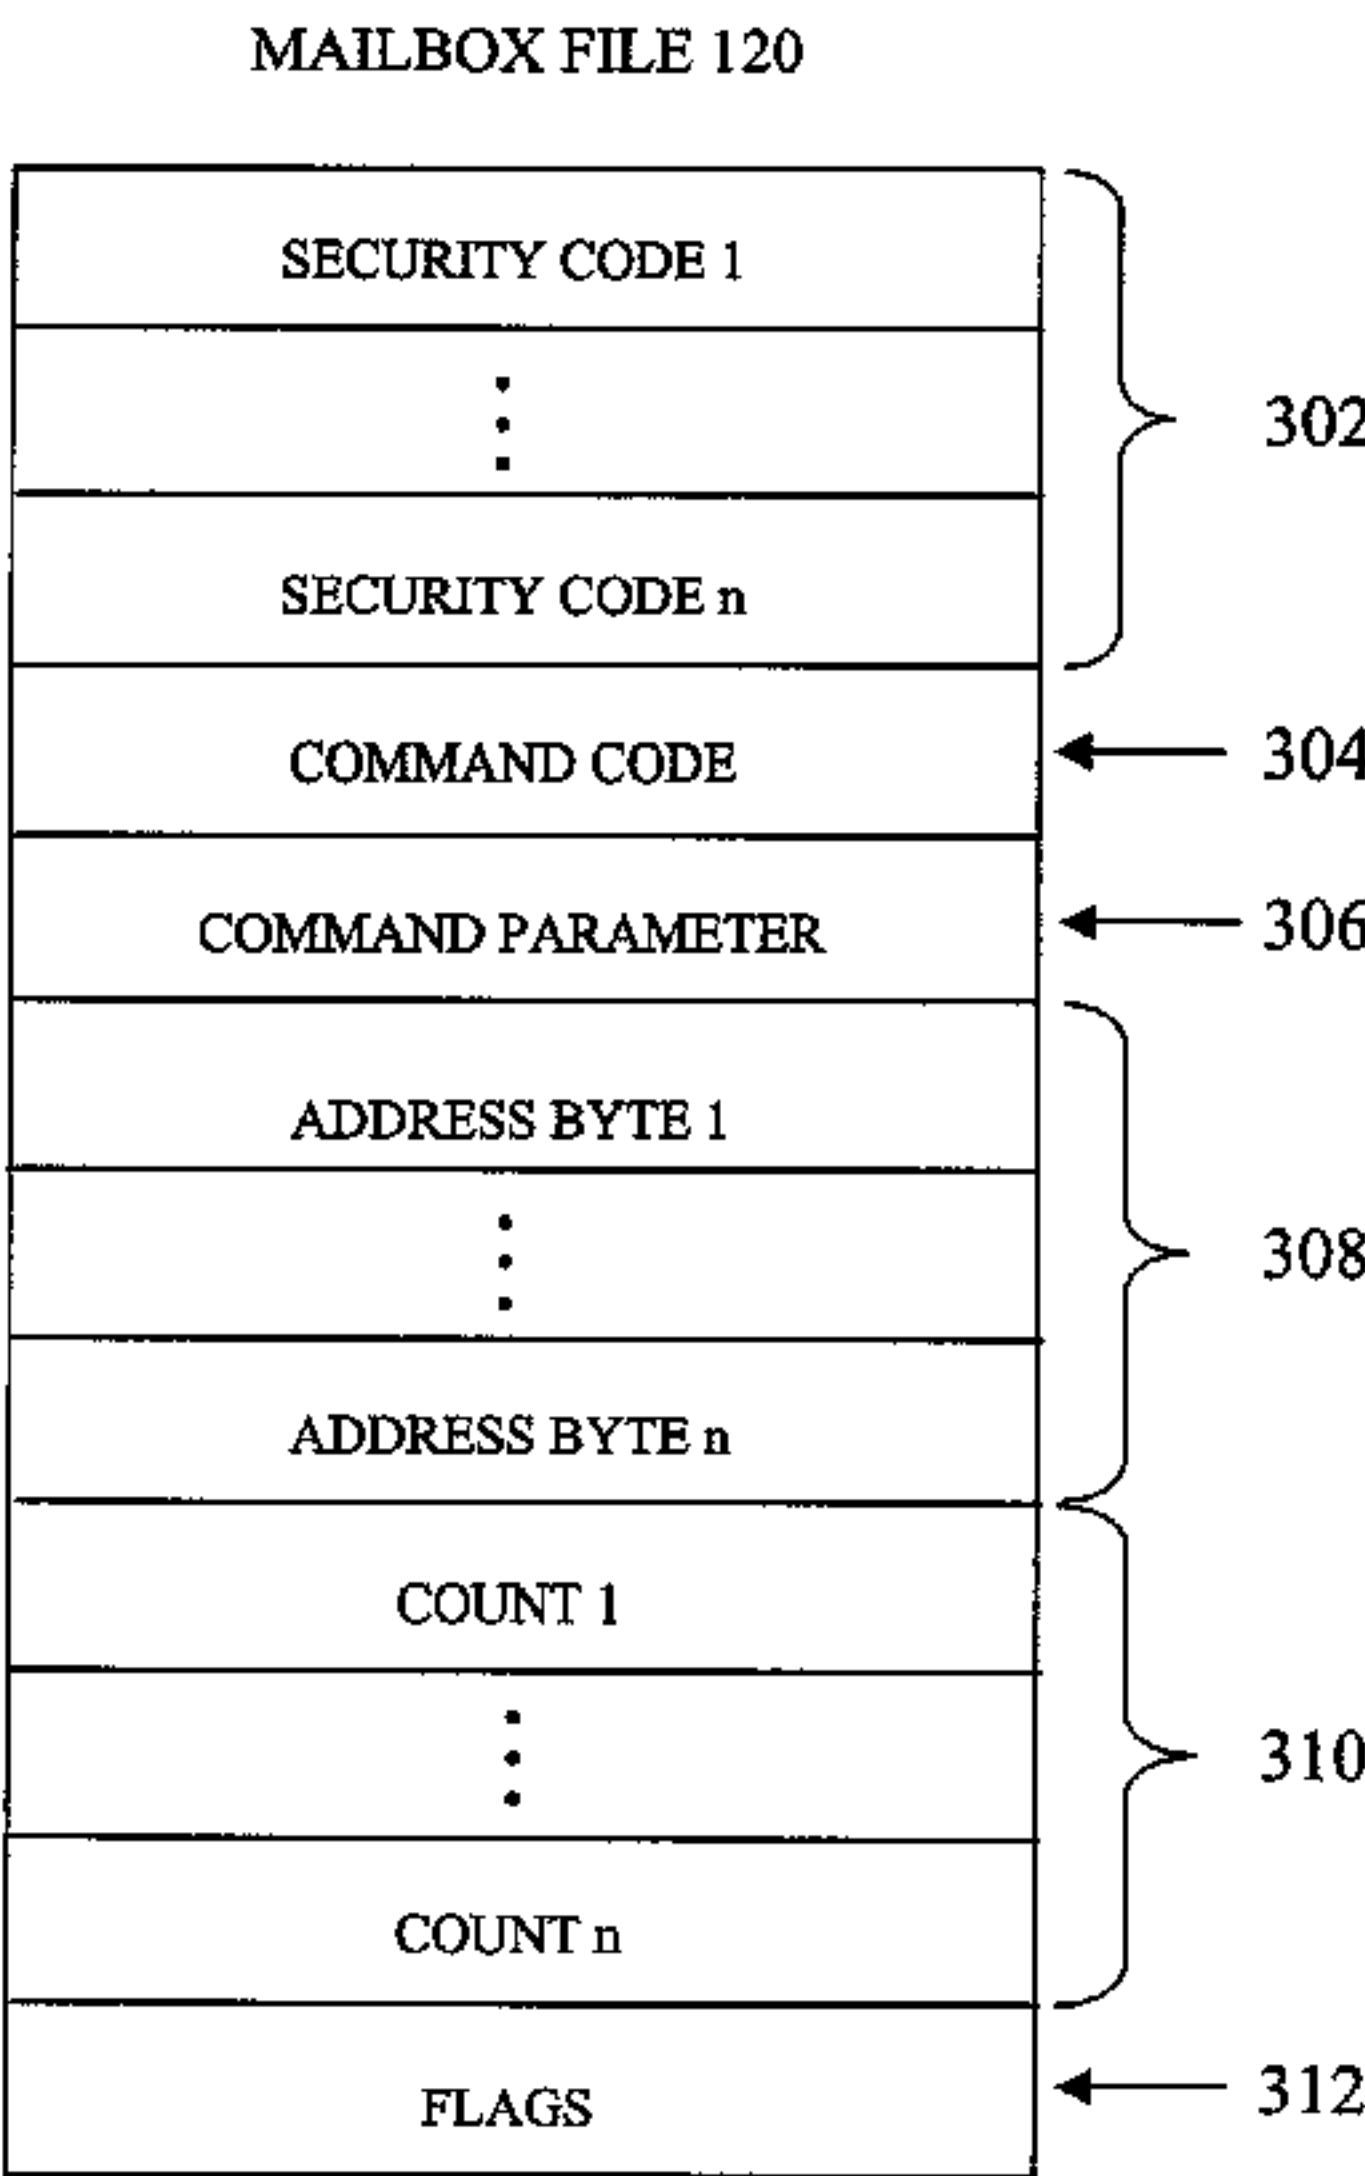 MAILBOX FILE 120
SECURITY CODE 1
302
SECURITY CODE n
COMMAND CODE
304
COMMAND PARAMETER
306
ADDRESS BYTE 1
308
ADDRESS BYTE n
COUNT 1
310
COUNT n
FLAGS
312